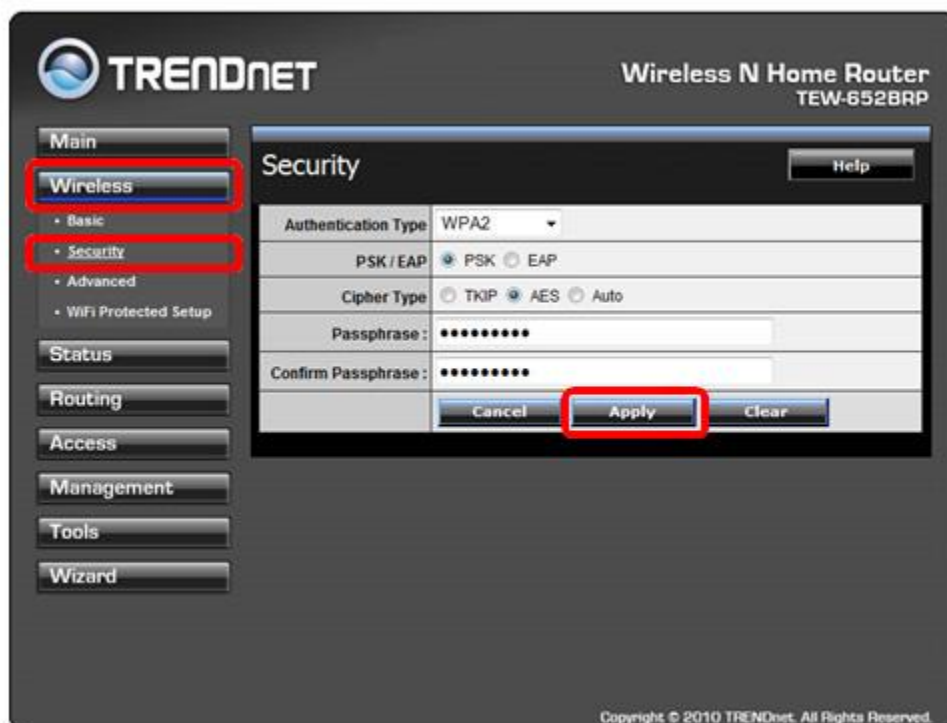 TRENDNET
Wireless N Home Router
TEW-652BRP
Main
Wireless
• Basic
• Security
• Advanced
• WiFi Protected Setup
Status
Routing
Access
Management
Tools
Wizard
Security
Help
Authentication Type WPA2
PSK / EAP PSK EAP
Cipher Type TKIP AES Auto
Passphrase : •••••••••
Confirm Passphrase : •••••••••
Cancel Apply Clear
Copyright © 2010 TRENDnet. All Rights Reserved.